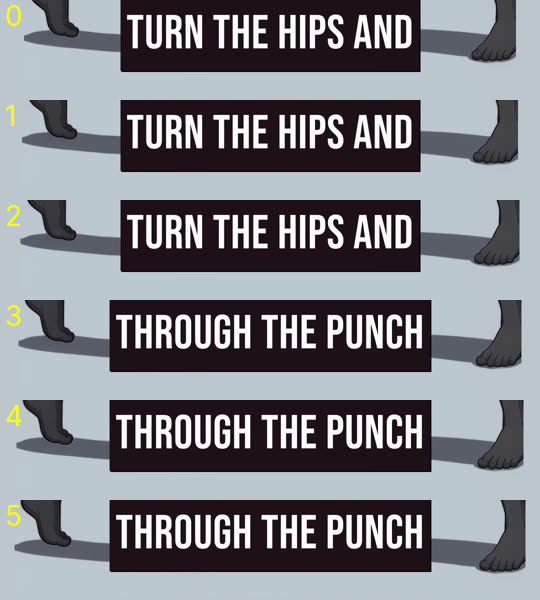 0
TURN THE HIPS AND
1
TURN THE HIPS AND
2
TURN THE HIPS AND
3
THROUGH THE PUNCH
4
THROUGH THE PUNCH
5
THROUGH THE PUNCH